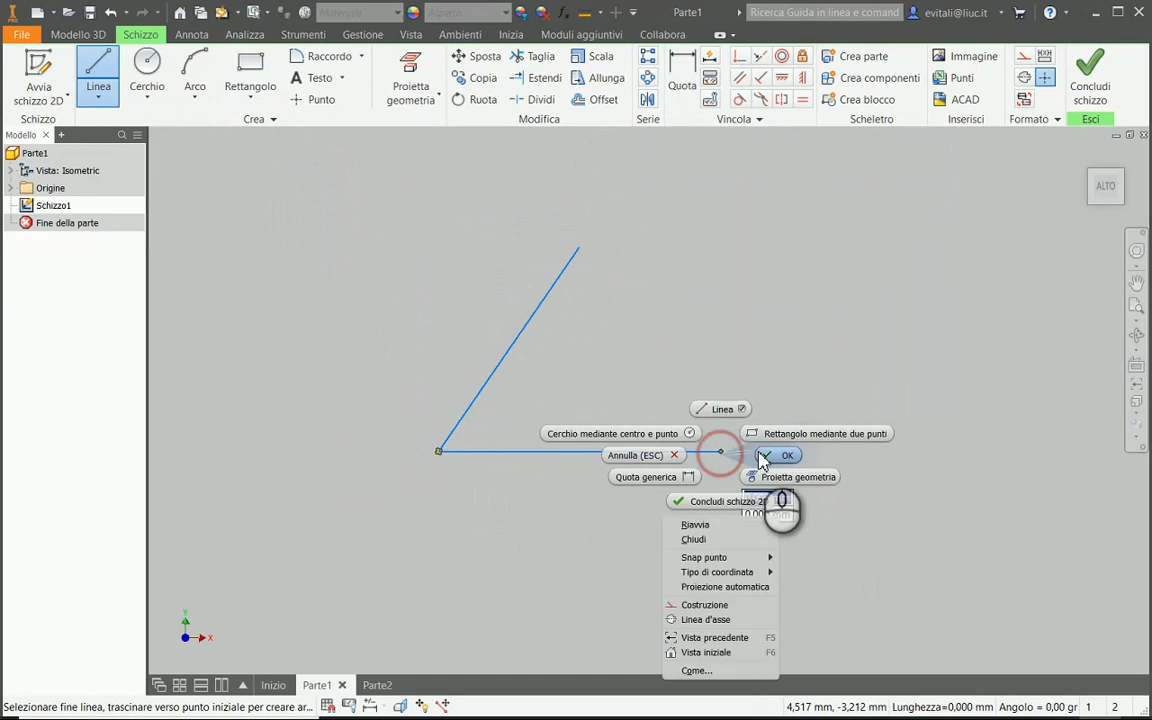 Materiale
Aspetto
Parte1
Ricerca Guida in linea e comand
evitali@liuc.it
PRO
File
Modello 3D
Schizzo
Annota
Analizza
Strumenti
Gestione
Vista
Ambienti
Inizia
Moduli aggiuntivi
Collabora
Avvia
schizzo 2D
Linea
Cerchio
Arco
Rettangolo
Raccordo
Testo
Punto
Proietta
geometria
Sposta
Copia
Ruota
Taglia
Estendi
Dividi
Scala
Allunga
Offset
Quota
Crea parte
Crea componenti
Crea blocco
Immagine
Punti
ACAD
Concludi
schizzo
Schizzo
Crea
Modifica
Serie
Vincola
Scheletro
Inserisci
Formato
Esci
Modello
Parte1
Vista: Isometric
Origine
Schizzo1
Fine della parte
ALTO
Linea
Cerchio mediante centro e punto
Rettangolo mediante due punti
Annulla (ESC)
OK
Quota generica
Proietta geometria
Concludi schizzo 2D
Riavvia
Chiudi
Snap punto
Tipo di coordinata
Proiezione automatica
Costruzione
Linea d'asse
Vista precedente F5
Vista iniziale F6
Come...
Y
X
Inizio
Parte1
Parte2
Selezionare fine linea, trascinare verso punto iniziale per creare ar...
4,517 mm, -3,212 mm
Lunghezza=0,000 mm
Angolo = 0,00 gr
1
2